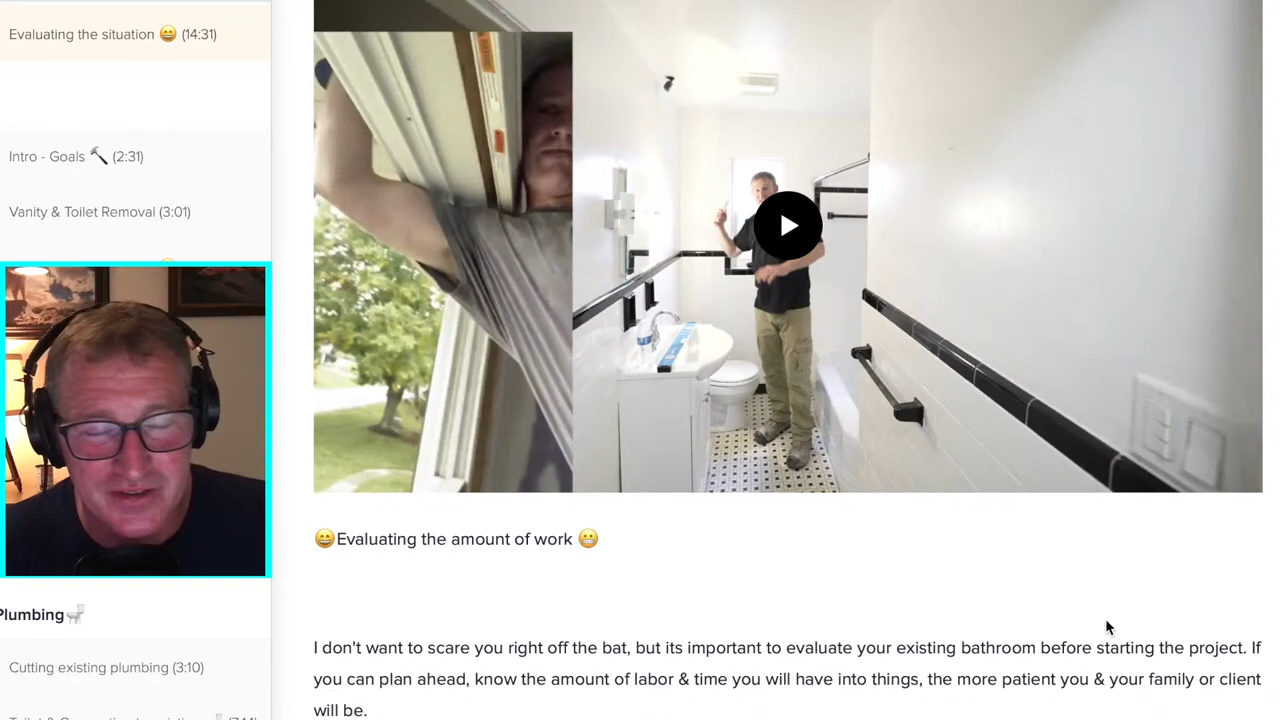 Evaluating the situation 😄 (14:31)
Intro - Goals 🔨 (2:31)
Vanity & Toilet Removal (3:01)
Plumbing🚽
Cutting existing plumbing (3:10)
😄Evaluating the amount of work 😬
I don't want to scare you right off the bat, but its important to evaluate your existing bathroom before starting the project. If
you can plan ahead, know the amount of labor & time you will have into things, the more patient you & your family or client
will be.